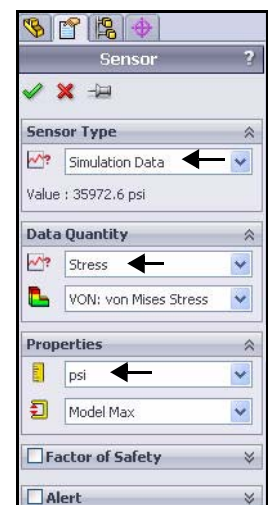 Sensor ?
Sensor Type
Simulation Data
Value : 35972.6 psi
Data Quantity
Stress
VON: von Mises Stress
Properties
psi
Model Max
Factor of Safety
Alert